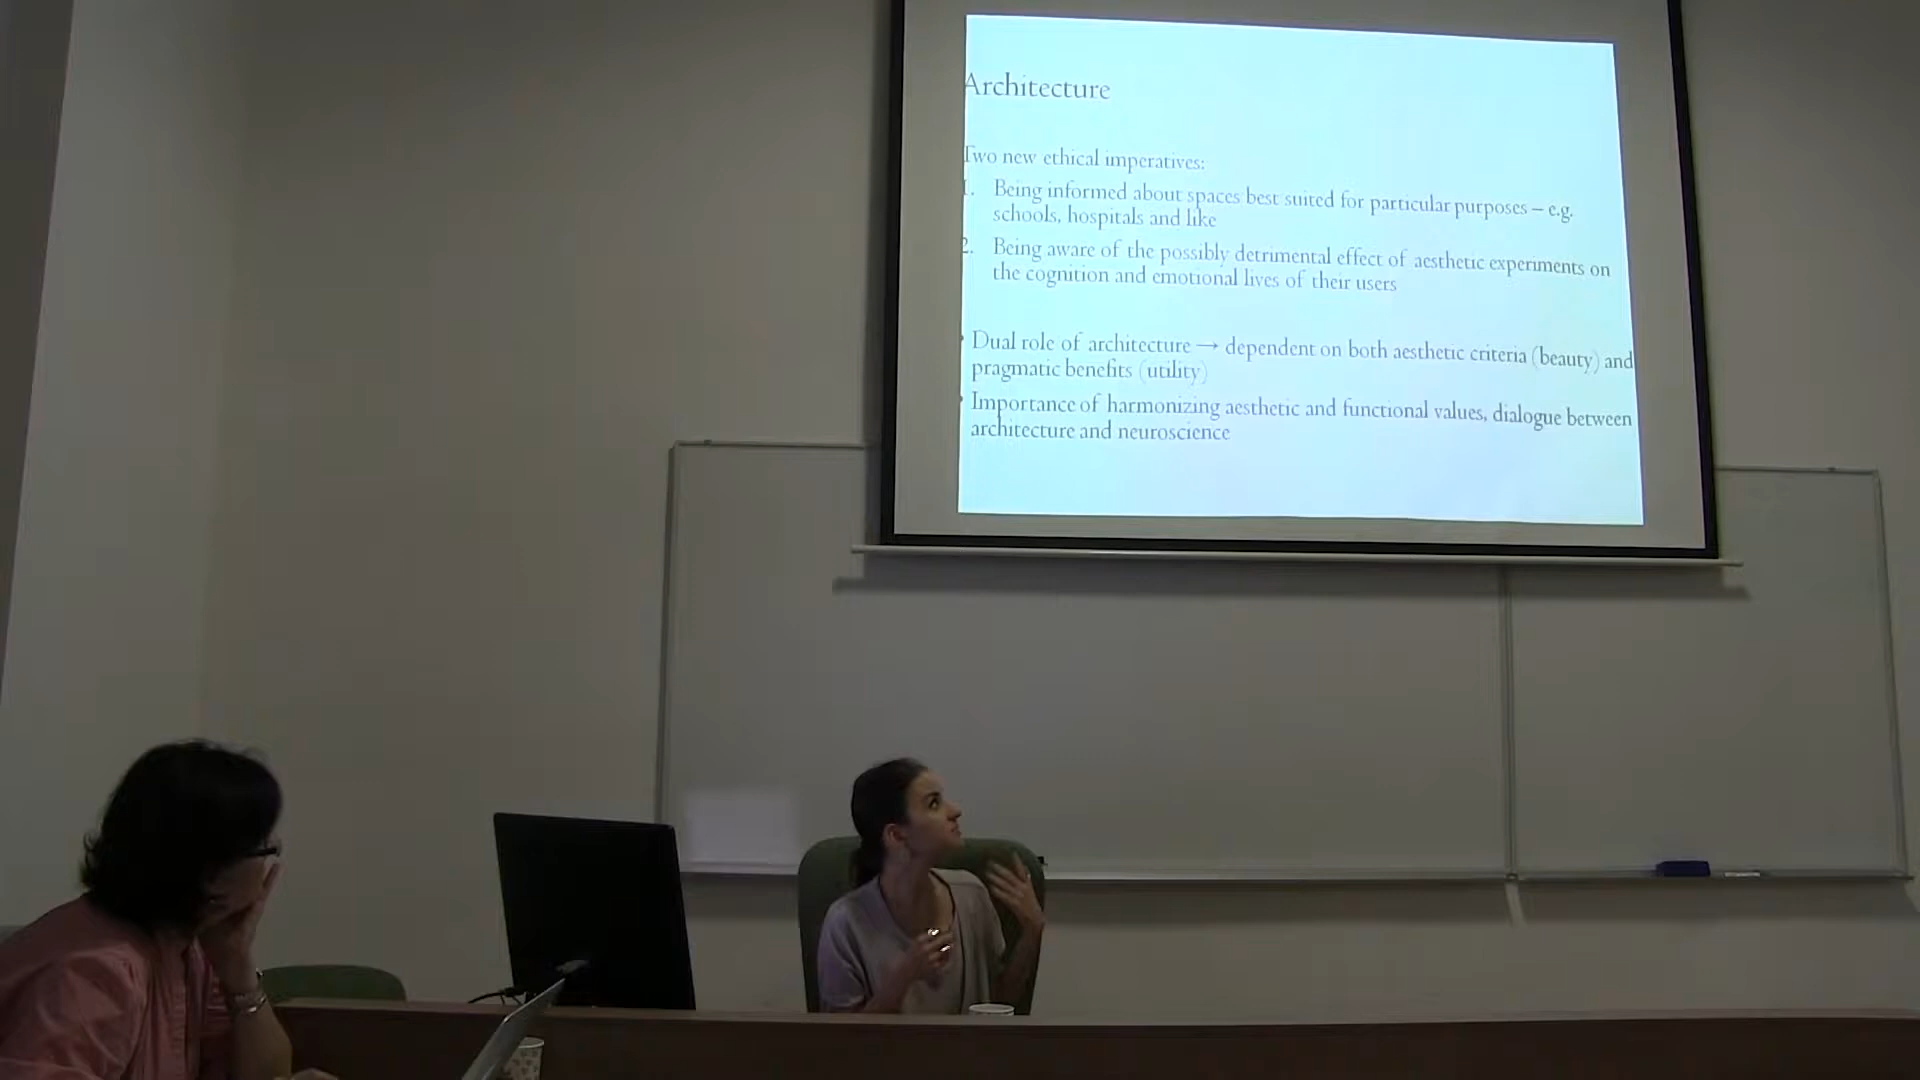 Architecture
Two new ethical imperatives:
1. Being informed about spaces best suited for particular purposes – e.g.
schools, hospitals and like
2. Being aware of the possibly detrimental effect of aesthetic experiments on
the cognition and emotional lives of their users
• Dual role of architecture → dependent on both aesthetic criteria (beauty) and
pragmatic benefits (utility)
• Importance of harmonizing aesthetic and functional values, dialogue between
architecture and neuroscience